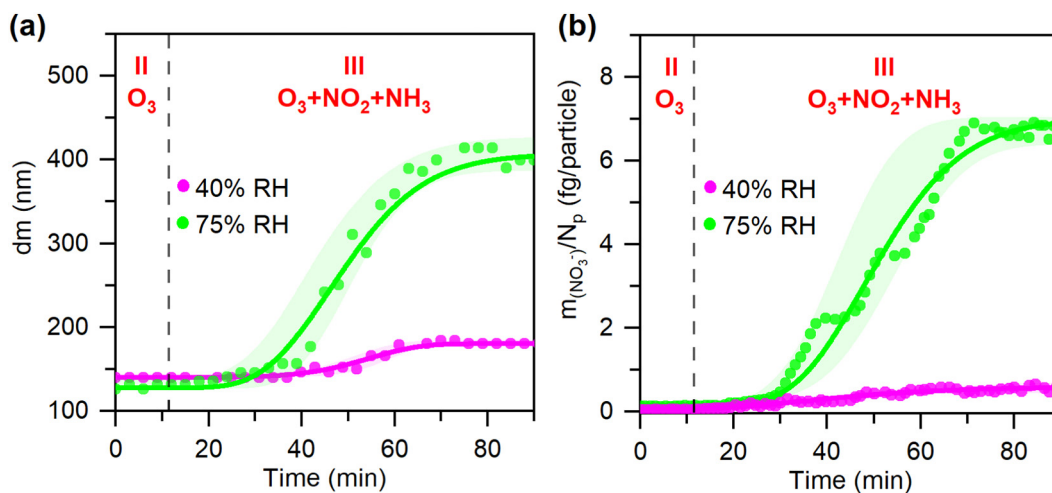 (a)
500
400
300
200
100
dm (nm)
II
O₃
III
O₃+NO₂+NH₃
40% RH
75% RH
0
20
40
60
80
Time (min)
(b)
8
6
4
2
0
m(NO₃⁻)/Nₚ (fg/particle)
II
O₃
III
O₃+NO₂+NH₃
40% RH
75% RH
0
20
40
60
80
Time (min)